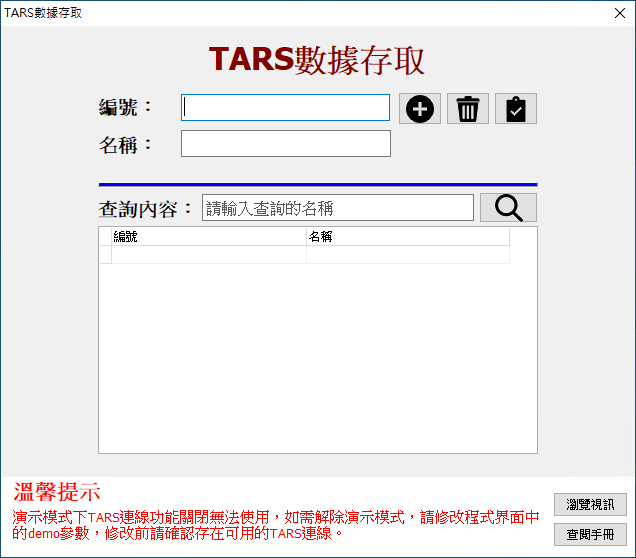 TARS數據存取
TARS數據存取
編號：
名稱：
查詢內容：
請輸入查詢的名稱
編號 名稱
溫馨提示
演示模式下TARS連線功能關閉無法使用，如需解除演示模式，請修改程式界面中
的demo參數，修改前請確認存在可用的TARS連線。
瀏覽視訊
查閱手冊